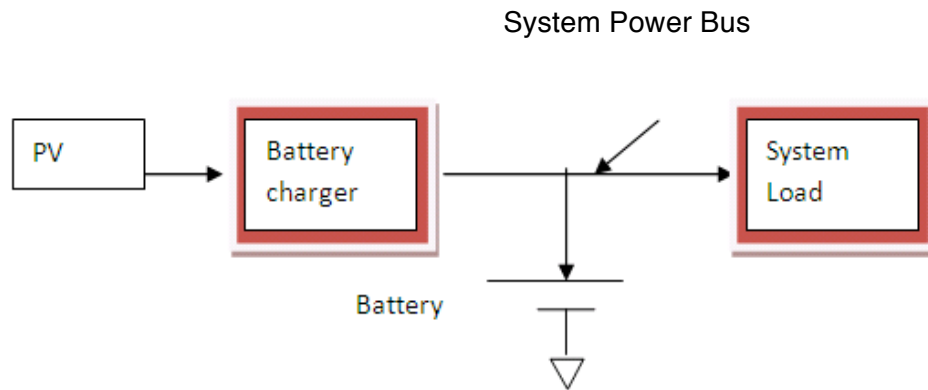 System Power Bus
PV
Battery
charger
System
Load
Battery